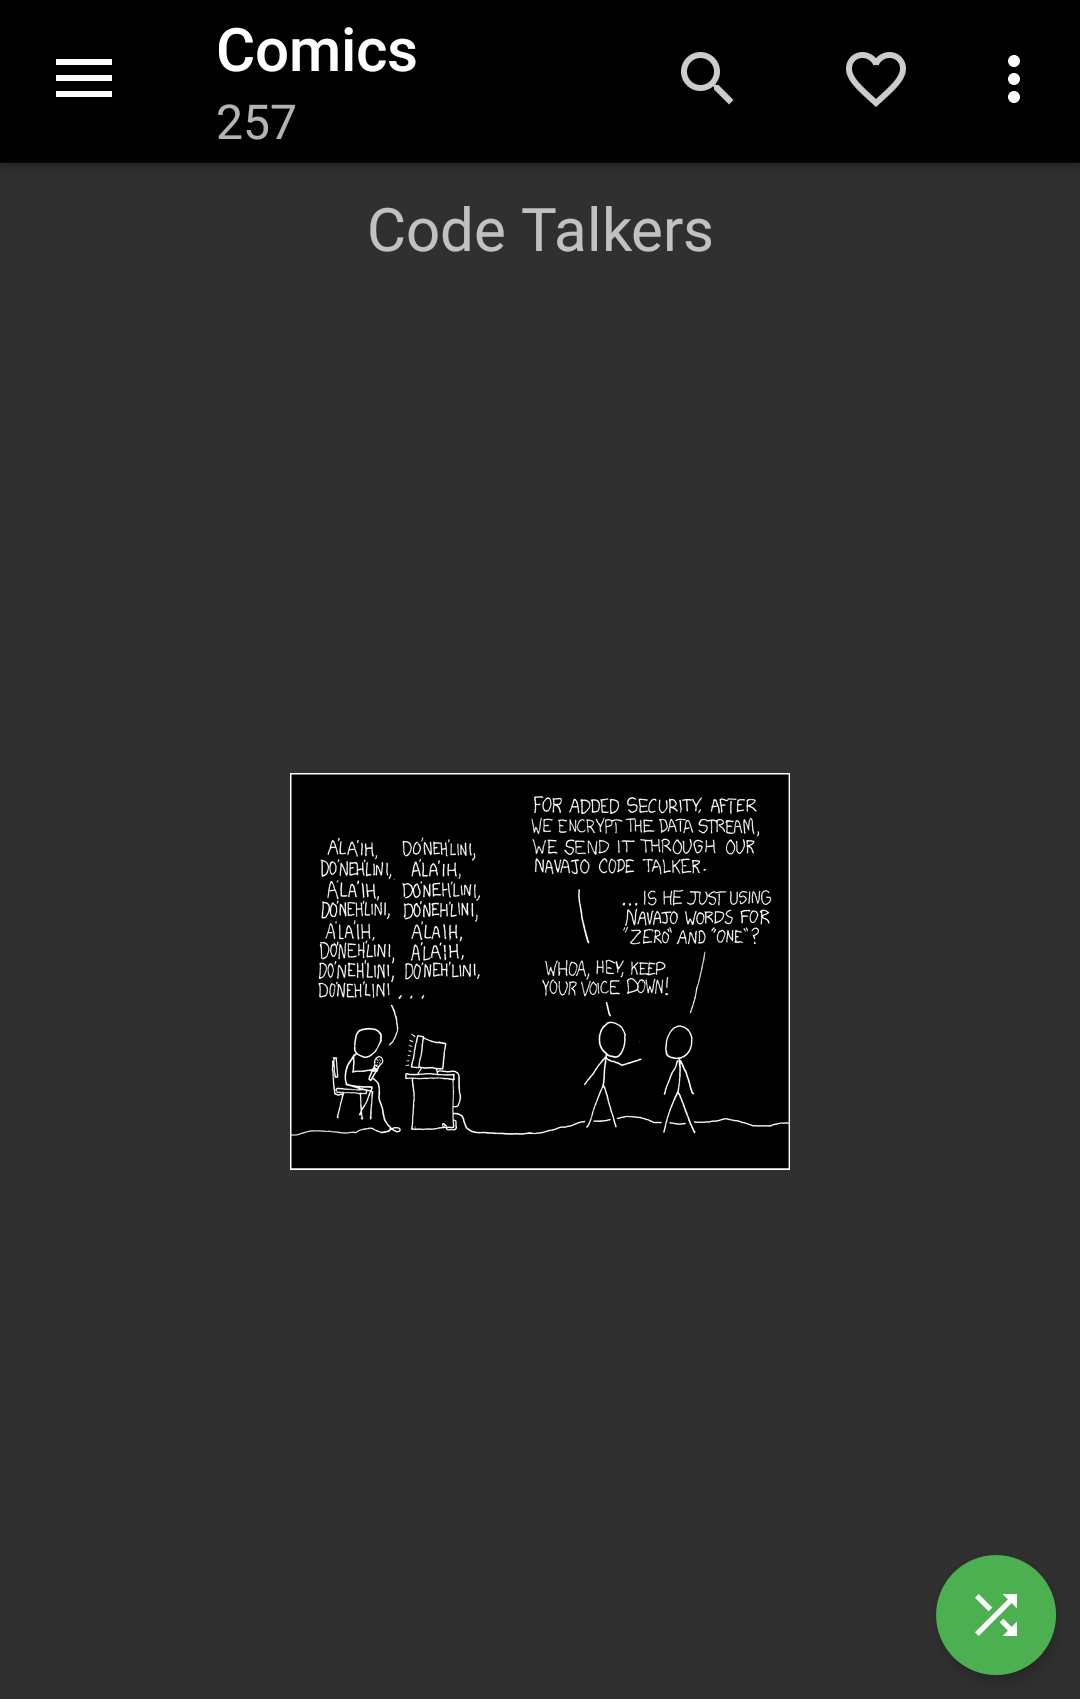 Comics
257
Code Talkers
A'LA'IH, DO'NEH'LINI,
DO'NEH'LINI, A'LA'IH,
A'LA'IH, DO'NEH'LINI,
DO'NEH'LINI, DO'NEH'LINI,
A'LA'IH, A'LA'IH,
DO'NEH'LINI, A'LA'IH,
DO'NEH'LINI, DO'NEH'LINI,
DO'NEH'LINI . . .
FOR ADDED SECURITY, AFTER
WE ENCRYPT THE DATA STREAM,
WE SEND IT THROUGH OUR
NAVAJO CODE TALKER.
...IS HE JUST USING
NAVAJO WORDS FOR
"ZERO" AND "ONE"?
WHOA, HEY, KEEP
YOUR VOICE DOWN!